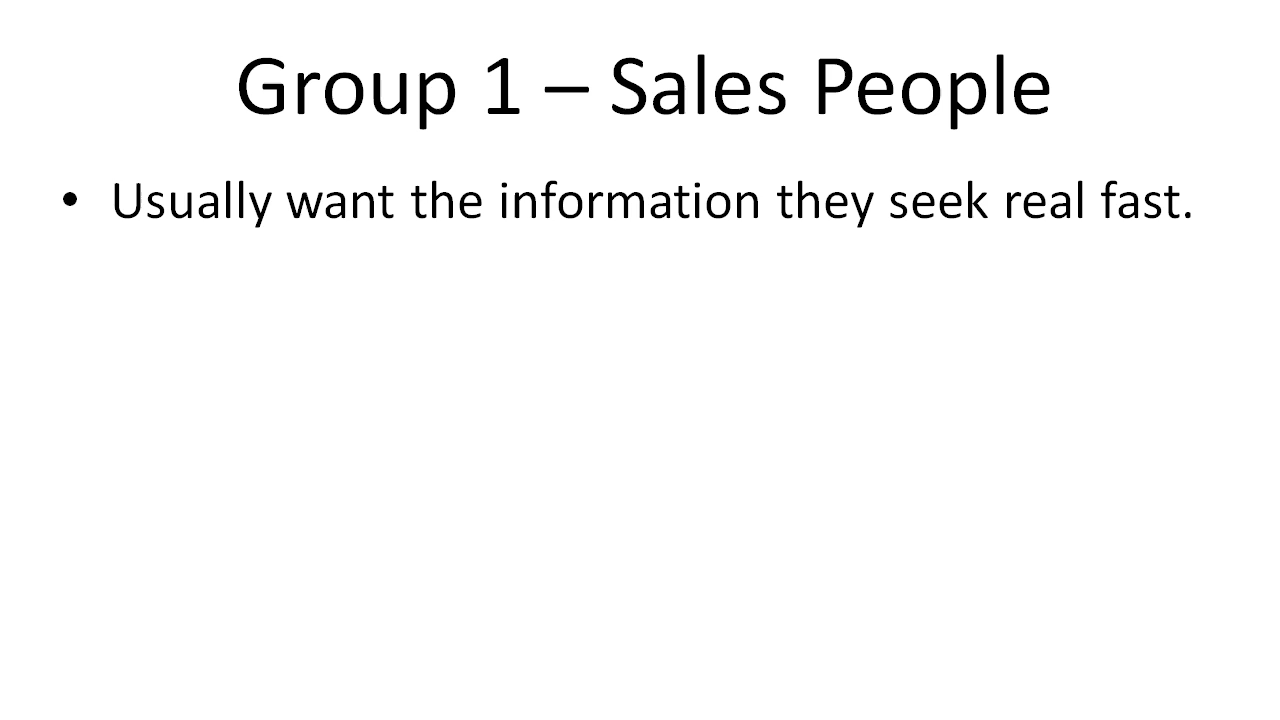 Group 1 – Sales People
• Usually want the information they seek real fast.